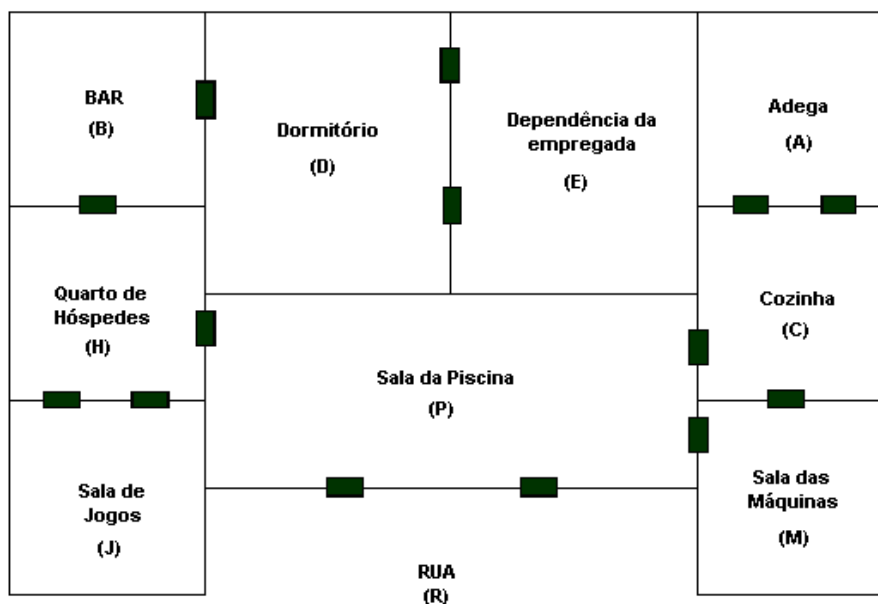 BAR
(B)
Dormitório
(D)
Dependência da
empregada
(E)
Adega
(A)
Quarto de
Hóspedes
(H)
Sala da Piscina
(P)
Cozinha
(C)
Sala de
Jogos
(J)
Sala das
Máquinas
(M)
RUA
(R)